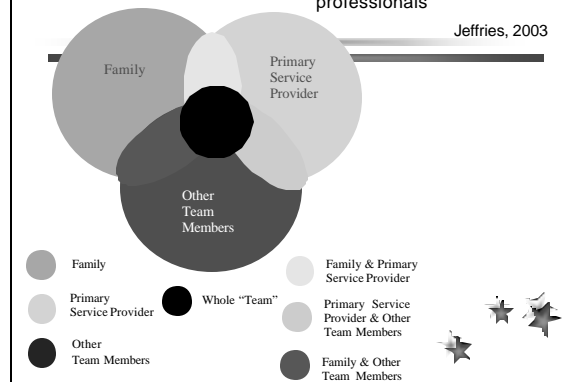 professionals
Jeffries, 2003
Family
Primary
Service
Provider
Other
Team
Members
Family
Primary
Service Provider
Other
Team Members
Whole “Team”
Family & Primary
Service Provider
Primary Service
Provider & Other
Team Members
Family & Other
Team Members